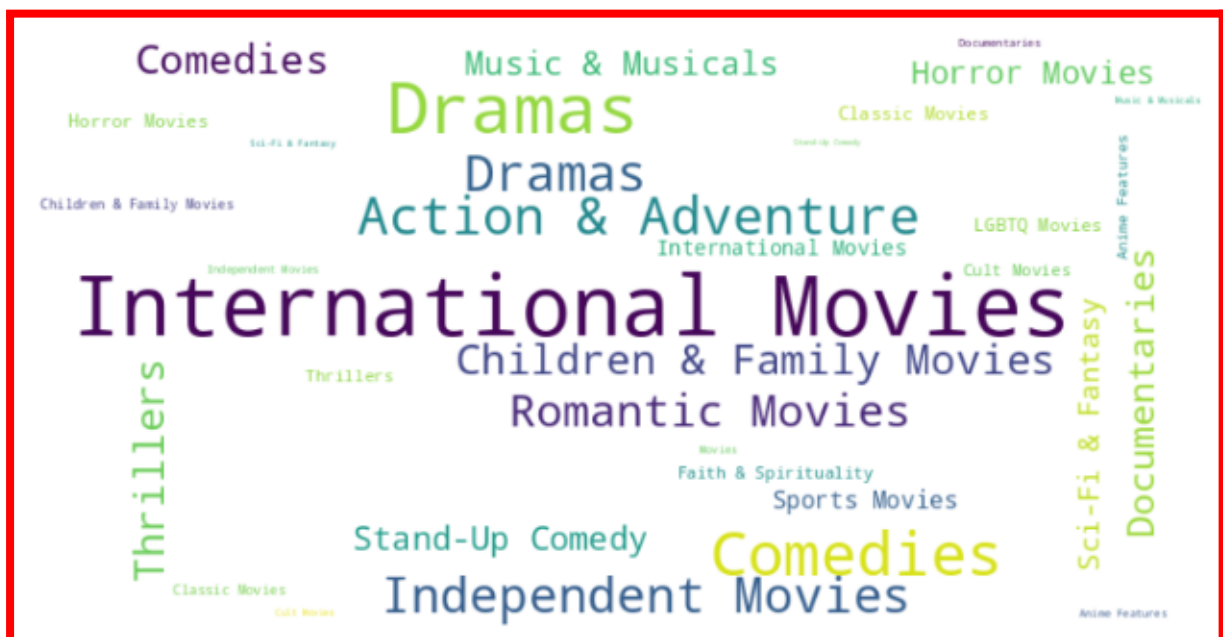 Documentaries
Comedies
Music & Musicals
Horror Movies
Music & Musicals
Dramas
Classic Movies
Horror Movies
Sci-Fi & Fantasy
Stand-Up Comedy
Dramas
Anime Features
Children & Family Movies
Action & Adventure
LGBTQ Movies
International Movies
Independent Movies
Cult Movies
International Movies
Documentaries
Children & Family Movies
Thrillers
Sci-Fi & Fantasy
Romantic Movies
Thrillers
Movies
Faith & Spirituality
Sports Movies
Stand-Up Comedy
Comedies
Classic Movies
Independent Movies
Cult Movies
Anime Features